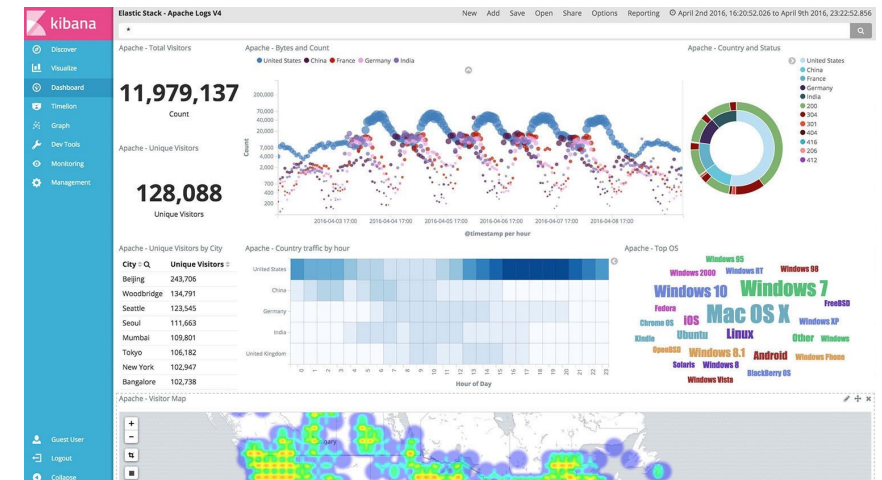 kibana
Discover
Visualize
Dashboard
Timelion
Graph
Dev Tools
Monitoring
Management
Guest User
Logout
Collapse
Elastic Stack - Apache Logs V4
New Add Save Open Share Options Reporting April 2nd 2016, 16:20:52.026 to April 9th 2016, 23:22:52.856
*
Apache - Total Visitors
11,979,137
Count
Apache - Unique Visitors
128,088
Unique Visitors
Apache - Bytes and Count
United States China France Germany India
Count
200,000
70,000
40,000
20,000
7,000
4,000
2,000
700
400
200
2016-04-03 17:00 2016-04-04 17:00 2016-04-05 17:00 2016-04-06 17:00 2016-04-07 17:00 2016-04-08 17:00
@timestamp per hour
Apache - Country and Status
United States
China
France
Germany
India
200
304
301
404
416
206
412
Apache - Unique Visitors by City
City Unique Visitors
Beijing 243,706
Woodbridge 134,791
Seattle 123,545
Seoul 111,663
Mumbai 109,801
Tokyo 106,182
New York 102,947
Bangalore 102,738
Apache - Country traffic by hour
United States
China
Germany
India
United Kingdom
0 1 2 3 4 5 6 7 8 9 10 11 12 13 14 15 16 17 18 19 20 21 22 23
Hour of Day
Apache - Top OS
Windows 95
Windows 2000 Windows RT Windows 98
Windows 10 Windows 7
Fedora FreeBSD
Chrome OS iOS Mac OS X Windows XP
Kindle Ubuntu Linux Other Windows
OpenBSD Windows 8.1 Android Windows Phone
Solaris Windows 8 BlackBerry OS
Windows Vista
Apache - Visitor Map